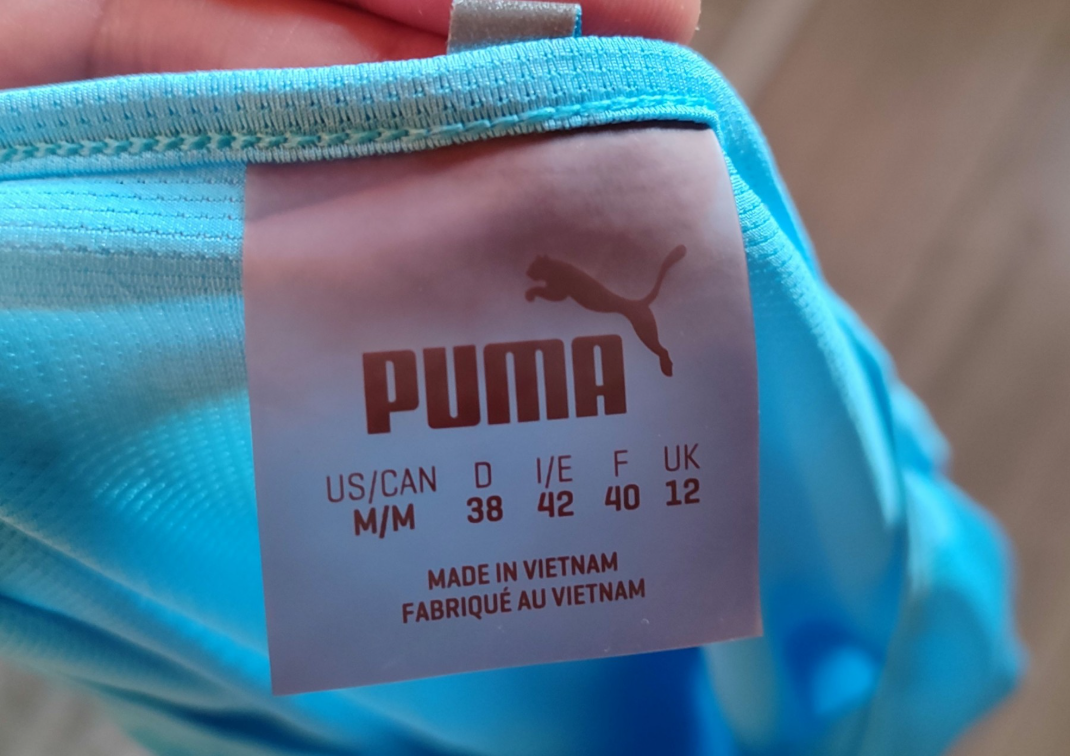 PUMA
US/CAN D I/E F UK
M/M 38 42 40 12
MADE IN VIETNAM
FABRIQUÉ AU VIETNAM